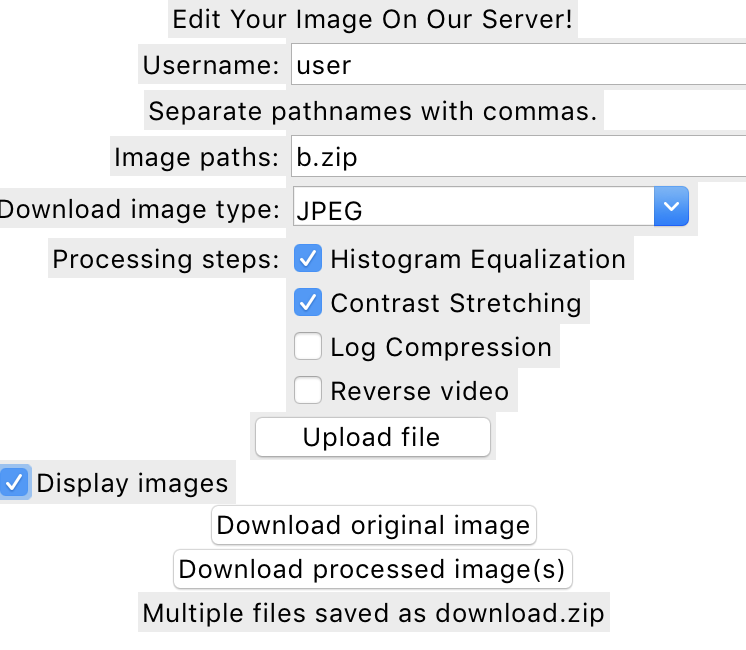 Edit Your Image On Our Server!
Username: user
Separate pathnames with commas.
Image paths: b.zip
Download image type: JPEG
Processing steps: Histogram Equalization
Contrast Stretching
Log Compression
Reverse video
Upload file
Display images
Download original image
Download processed image(s)
Multiple files saved as download.zip